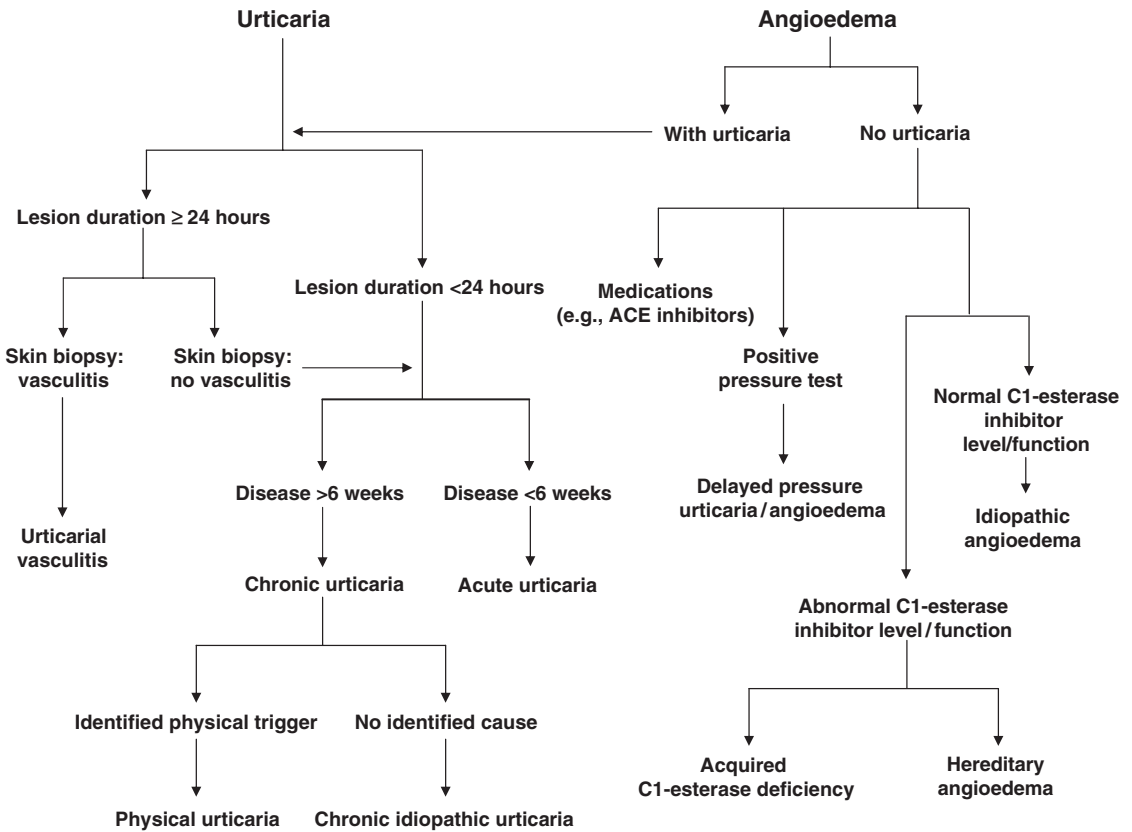 Urticaria
Angioedema
With urticaria
No urticaria
Lesion duration ≥ 24 hours
Lesion duration <24 hours
Medications
(e.g., ACE inhibitors)
Skin biopsy:
vasculitis
Skin biopsy:
no vasculitis
Positive
pressure test
Normal C1-esterase
inhibitor
level/function
Disease >6 weeks
Disease <6 weeks
Delayed pressure
urticaria/angioedema
Idiopathic
angioedema
Urticarial
vasculitis
Chronic urticaria
Acute urticaria
Abnormal C1-esterase
inhibitor level/function
Identified physical trigger
No identified cause
Acquired
C1-esterase deficiency
Hereditary
angioedema
Physical urticaria
Chronic idiopathic urticaria